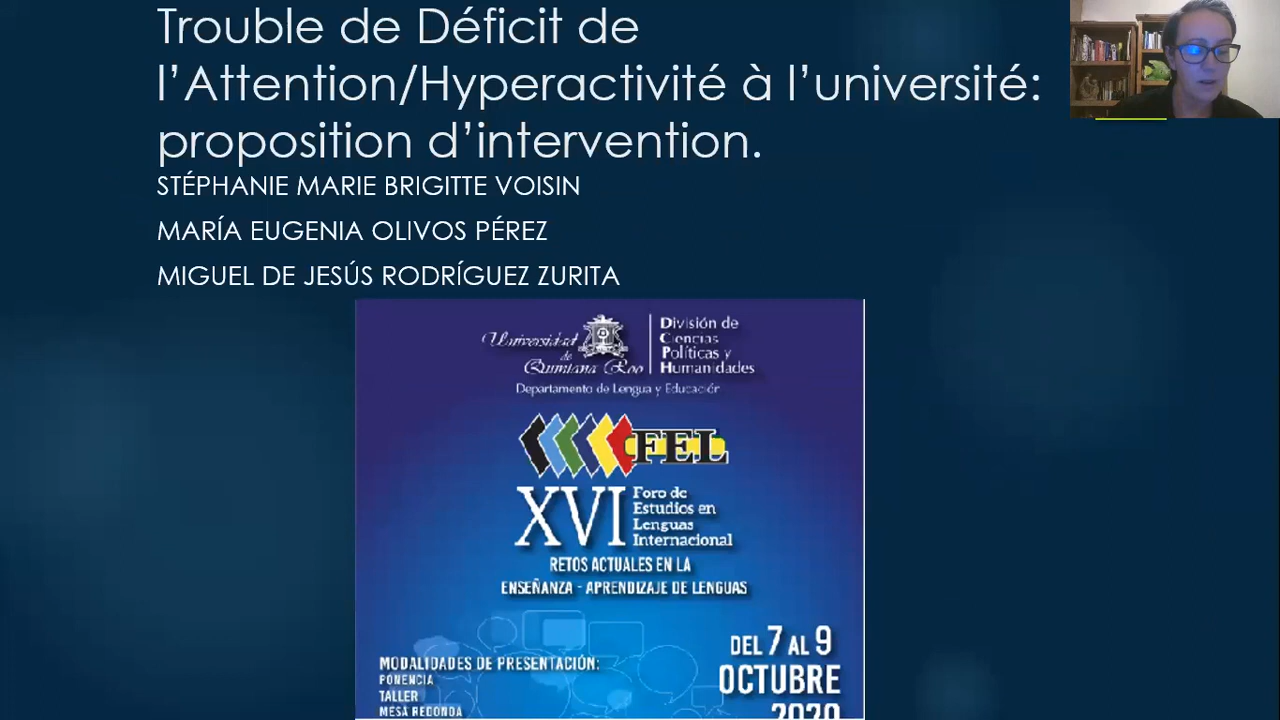 Trouble de Déficit de
l’Attention/Hyperactivité à l’université:
proposition d’intervention.
STÉPHANIE MARIE BRIGITTE VOISIN
MARÍA EUGENIA OLIVOS PÉREZ
MIGUEL DE JESÚS RODRÍGUEZ ZURITA
Universidad
de
Quintana Roo
División de
Ciencias
Políticas y
Humanidades
Departamento de Lengua y Educación
FEL
XVI
Foro de
Estudios en
Lenguas
Internacional
RETOS ACTUALES EN LA
ENSEÑANZA - APRENDIZAJE DE LENGUAS
MODALIDADES DE PRESENTACIÓN:
PONENCIA
TALLER
MESA REDONDA
DEL 7 AL 9
OCTUBRE
2020